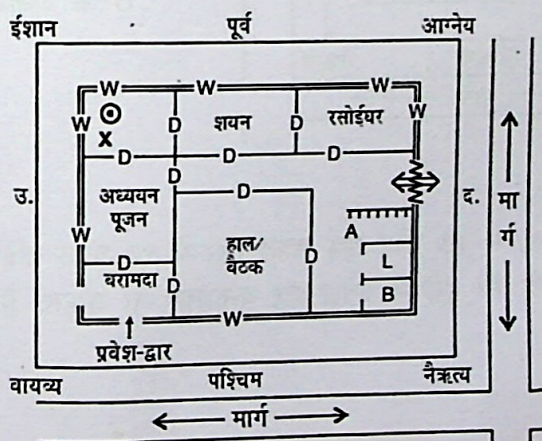 ईशान पूर्व आग्नेय
W W W
W D शयन D रसोईघर W
X
D D D
D
अध्ययन
पूजन
D
उ. द.
मार्ग
W
हाल/
बैठक
A
D
L
D
बरामदा
D
B
W
प्रवेश-द्वार
वायव्य पश्चिम नैऋत्य
मार्ग